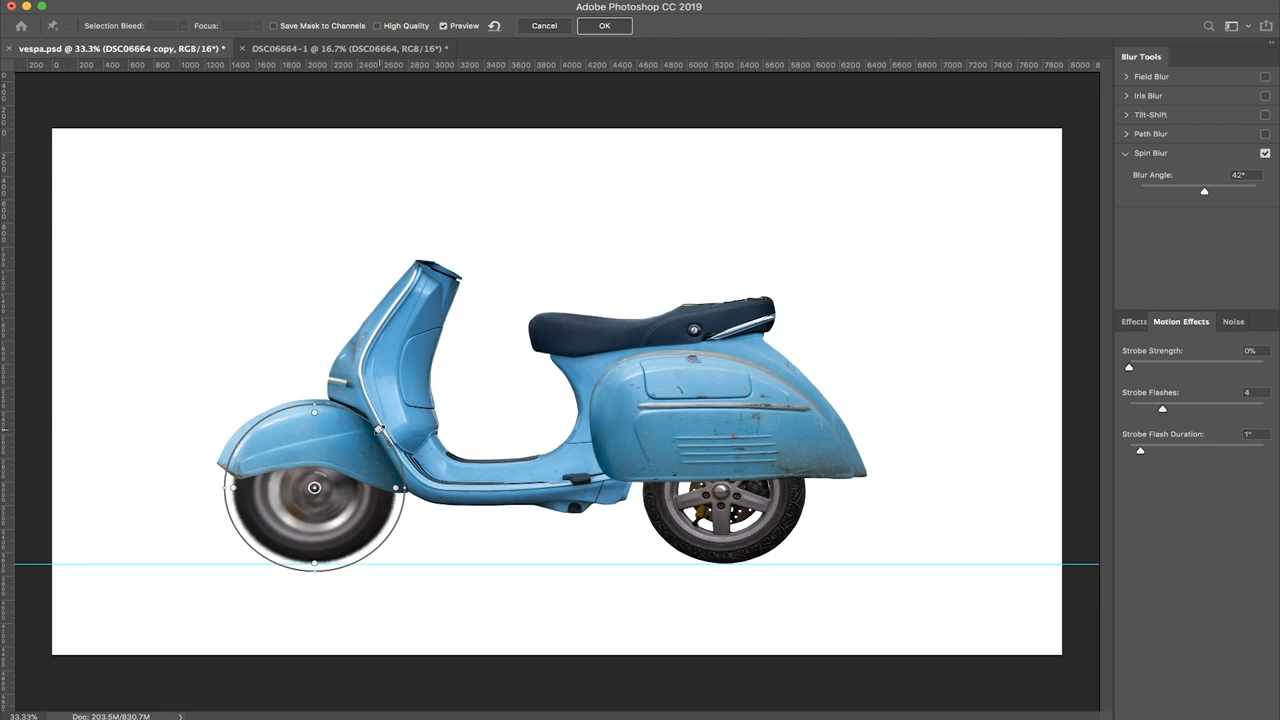 Adobe Photoshop CC 2019
Selection Bleed: Focus: Save Mask to Channels High Quality Preview Cancel OK
× vespa.psd @ 33.3% (DSC06664 copy, RGB/16*) * × DSC06664-1 @ 16.7% (DSC06664, RGB/16*) *
200 0 200 400 600 800 1000 1200 1400 1600 1800 2000 2200 2400 2600 2800 3000 3200 3400 3600 3800 4000 4200 4400 4600 4800 5000 5200 5400 5600 5800 6000 6200 6400 6600 6800 7000 7200 7400 7600 7800 8000
Blur Tools
Field Blur
Iris Blur
Tilt-Shift
Path Blur
Spin Blur
Blur Angle: 42°
Effects Motion Effects Noise
Strobe Strength: 0%
Strobe Flashes: 4
Strobe Flash Duration: 1°
33.33% Doc: 203.5M/830.7M